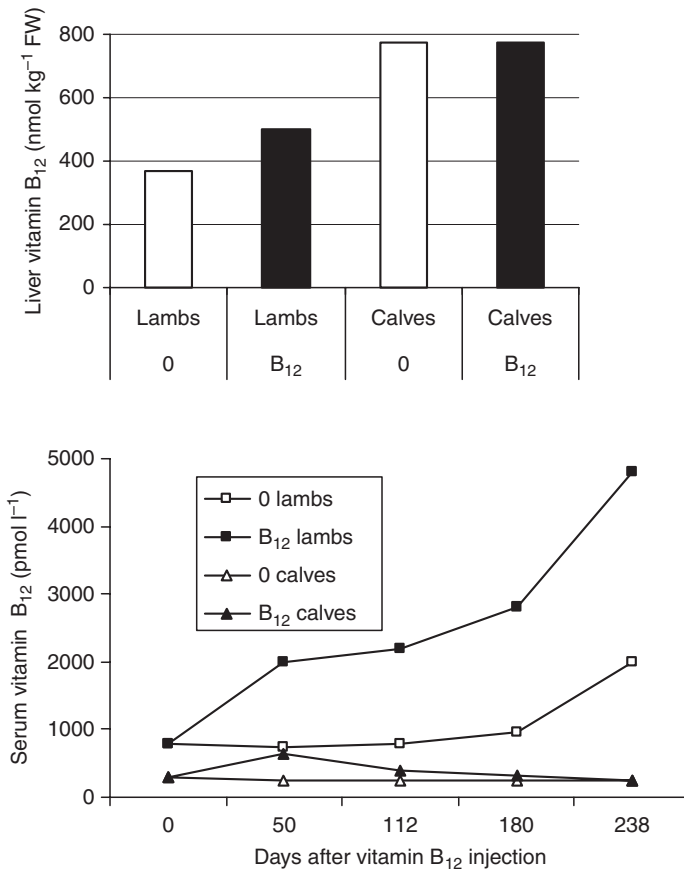 Liver vitamin B₁₂ (nmol kg⁻¹ FW)
800
600
400
200
0
Lambs Lambs Calves Calves
0 B₁₂ 0 B₁₂
Serum vitamin B₁₂ (pmol l⁻¹)
5000
4000
3000
2000
1000
0
0 lambs
B₁₂ lambs
0 calves
B₁₂ calves
0 50 112 180 238
Days after vitamin B₁₂ injection